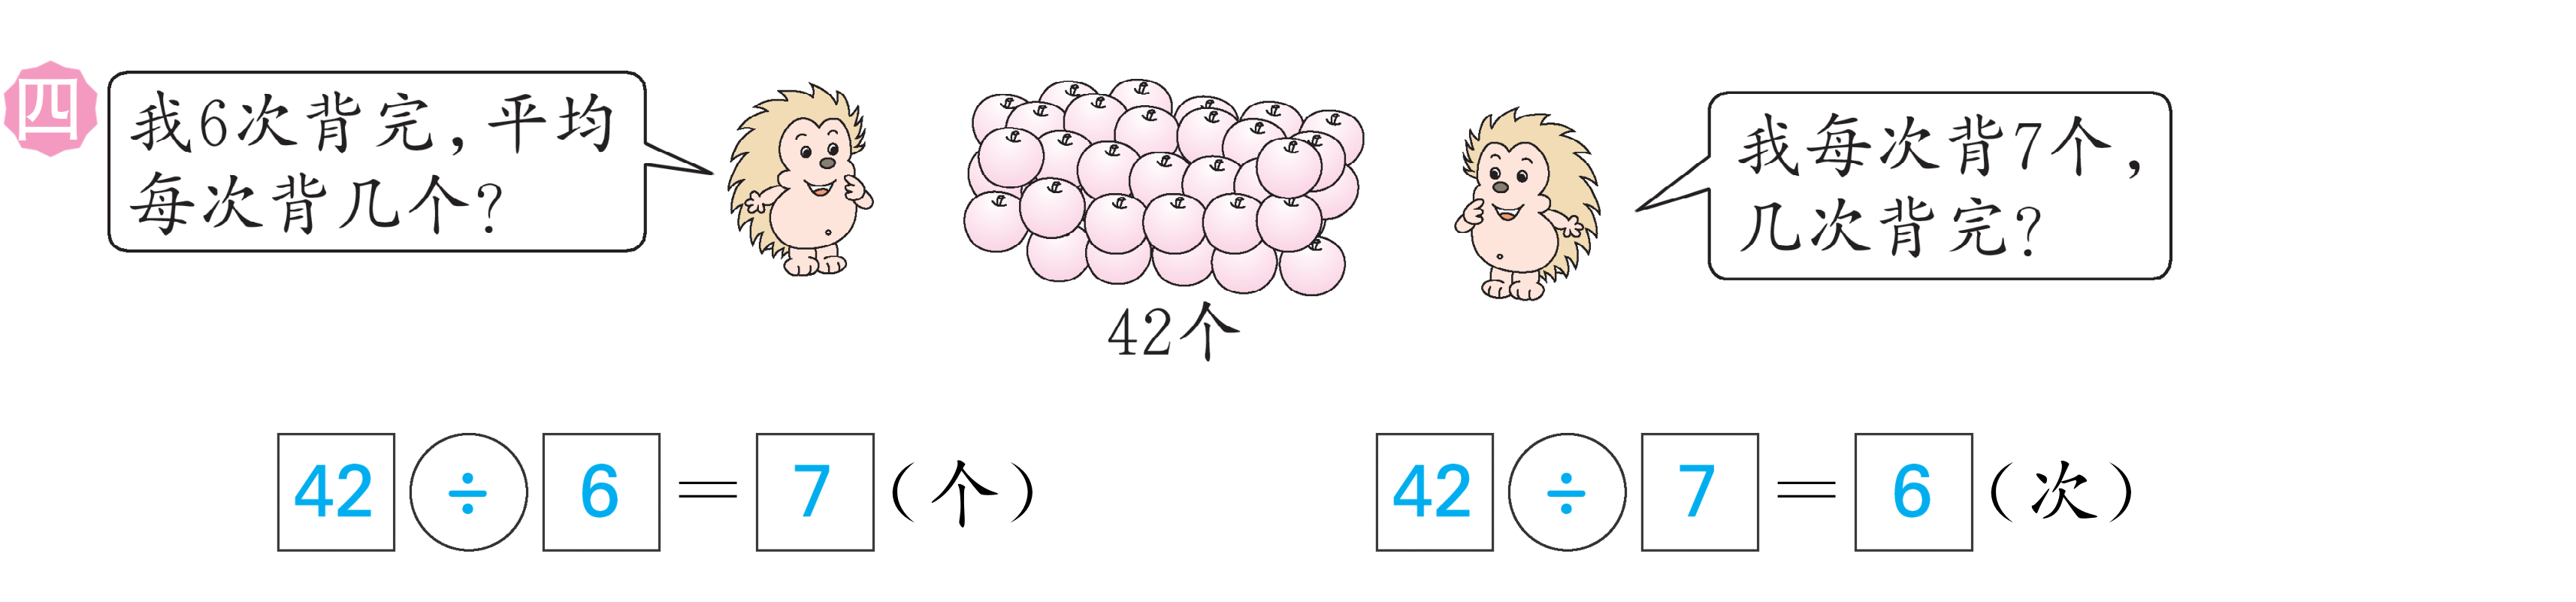 四
我6次背完，平均
每次背几个？
42个
我每次背7个，
几次背完？
42÷6=7（个）
42÷7=6（次）